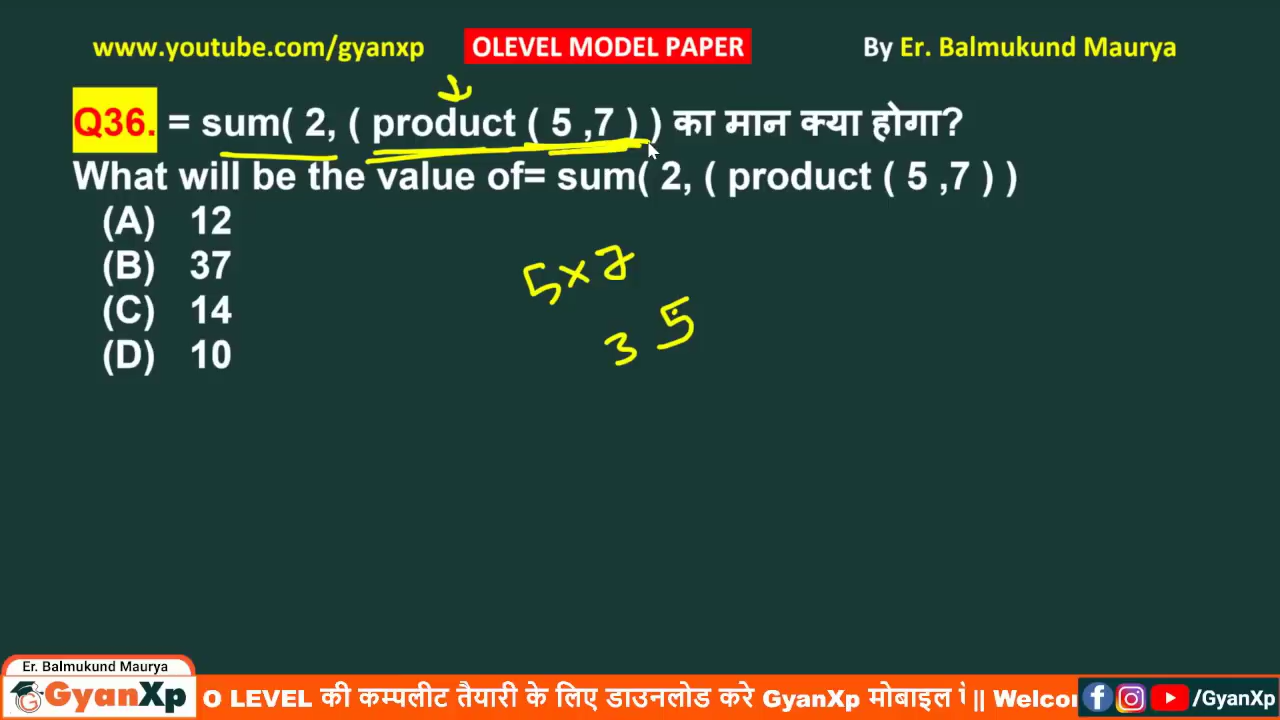 www.youtube.com/gyanxp OLEVEL MODEL PAPER By Er. Balmukund Maurya
Q36. = sum( 2, ( product ( 5 ,7 ) ) का मान क्या होगा?
What will be the value of= sum( 2, ( product ( 5 ,7 ) )
(A) 12
(B) 37
(C) 14
(D) 10
5×7
35
Er. Balmukund Maurya
GyanXp O LEVEL की कम्पलीट तैयारी के लिए डाउनलोड करे GyanXp मोबाइल || /GyanXp